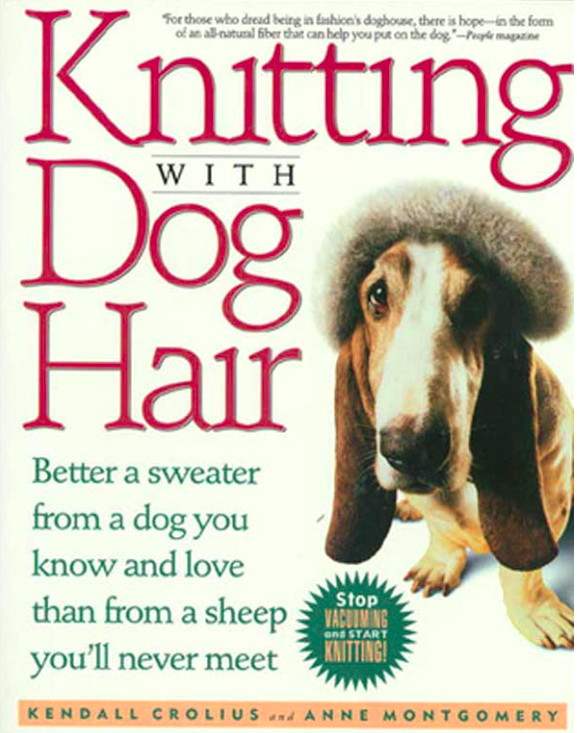 "For those who dread being in fashion's doghouse, there is hope—in the form
of an all-natural fiber that can help you put on the dog."—People magazine
Knitting
WITH
Dog
Hair
Better a sweater
from a dog you
know and love
than from a sheep
you'll never meet
Stop
VACUUMING
and START
KNITTING!
KENDALL CROLIUS and ANNE MONTGOMERY